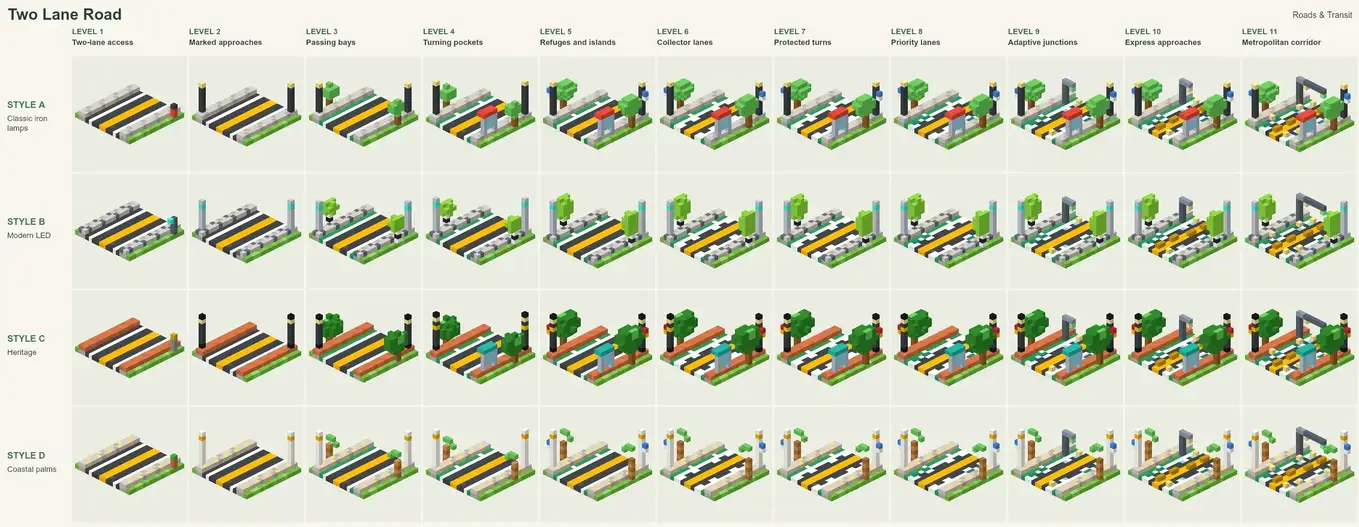 Two Lane Road
Roads & Transit
LEVEL 1
Two-lane access
LEVEL 2
Marked approaches
LEVEL 3
Passing bays
LEVEL 4
Turning pockets
LEVEL 5
Refuges and islands
LEVEL 6
Collector lanes
LEVEL 7
Protected turns
LEVEL 8
Priority lanes
LEVEL 9
Adaptive junctions
LEVEL 10
Express approaches
LEVEL 11
Metropolitan corridor
STYLE A
Classic iron
lamps
STYLE B
Modern LED
STYLE C
Heritage
STYLE D
Coastal palms